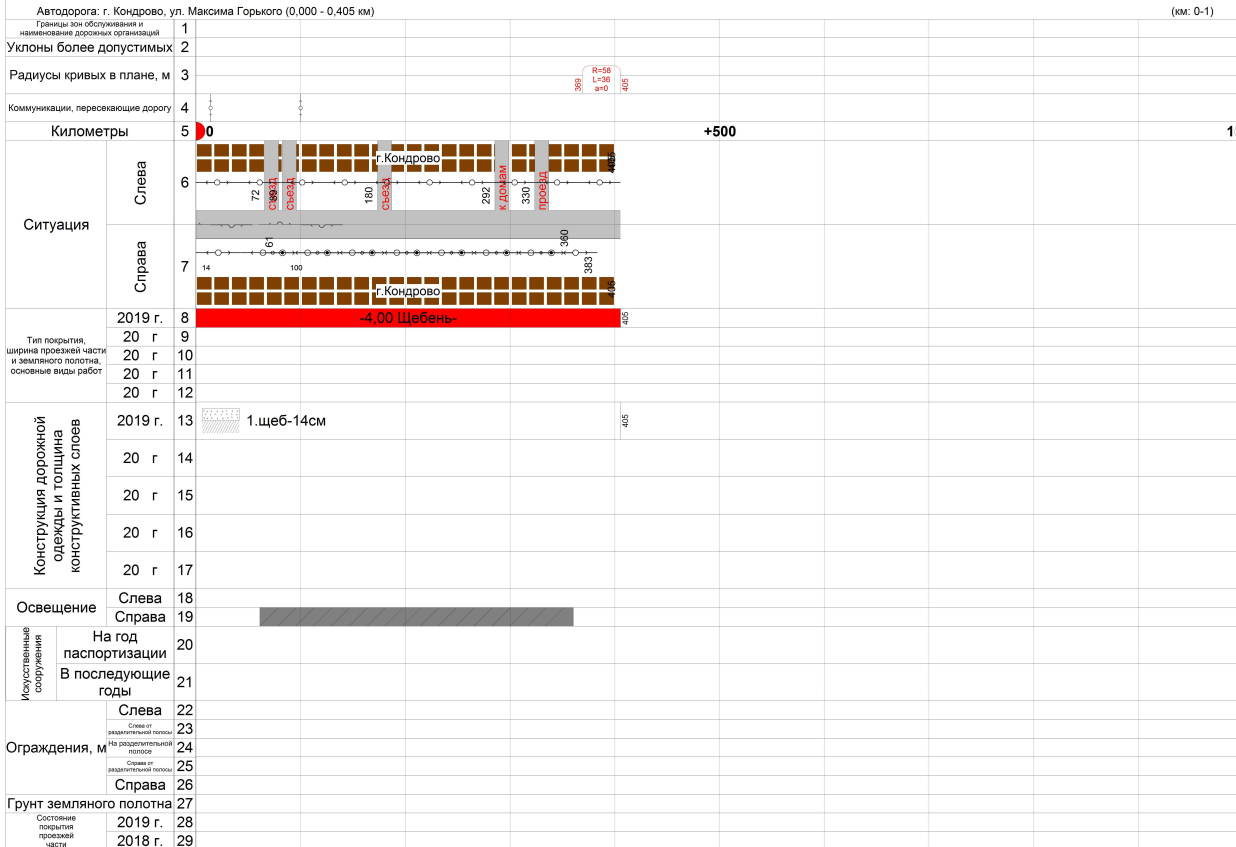 Автодорога: г. Кондрово, ул. Максима Горького (0,000 - 0,405 км)
(км: 0-1)
Границы зон обслуживания и
наименование дорожных организаций
1
Уклоны более допустимых
2
Радиусы кривых в плане, м
3
369
R=58
L=36
a=0
405
Коммуникации, пересекающие дорогу
4
Километры
5
0
+500
Ситуация
Слева
6
г.Кондрово
72
съезд
съезд
180
съезд
292
к домам
330
проезд
Справа
7
61
360
14
100
383
г.Кондрово
405
Тип покрытия,
ширина проезжей части
и земляного полотна,
основные виды работ
2019 г.
8
-4,00 Щебень-
405
20 г
9
20 г
10
20 г
11
20 г
12
Конструкция дорожной
одежды и толщина
конструктивных слоев
2019 г.
13
1.щеб-14см
405
20 г
14
20 г
15
20 г
16
20 г
17
Освещение
Слева
18
Справа
19
Искусственные
сооружения
На год
паспортизации
20
В последующие
годы
21
Ограждения, м
Слева
22
Слева от
разделительной полосы
23
На разделительной
полосе
24
Справа от
разделительной полосы
25
Справа
26
Грунт земляного полотна
27
Состояние
покрытия
проезжей
части
2019 г.
28
2018 г.
29